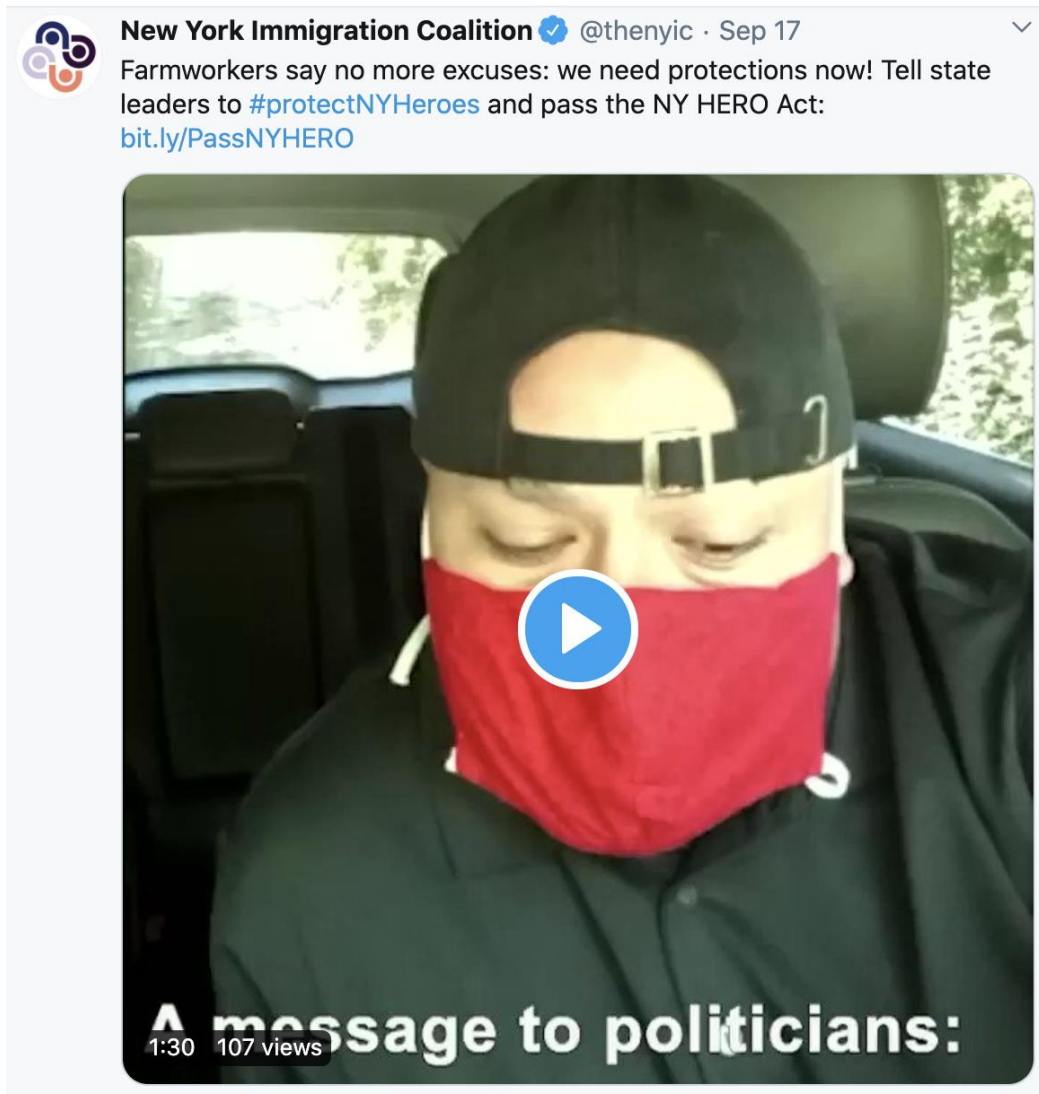 New York Immigration Coalition @thenyic · Sep 17
Farmworkers say no more excuses: we need protections now! Tell state
leaders to #protectNYHeroes and pass the NY HERO Act:
bit.ly/PassNYHERO
A message to politicians:
1:30 107 views